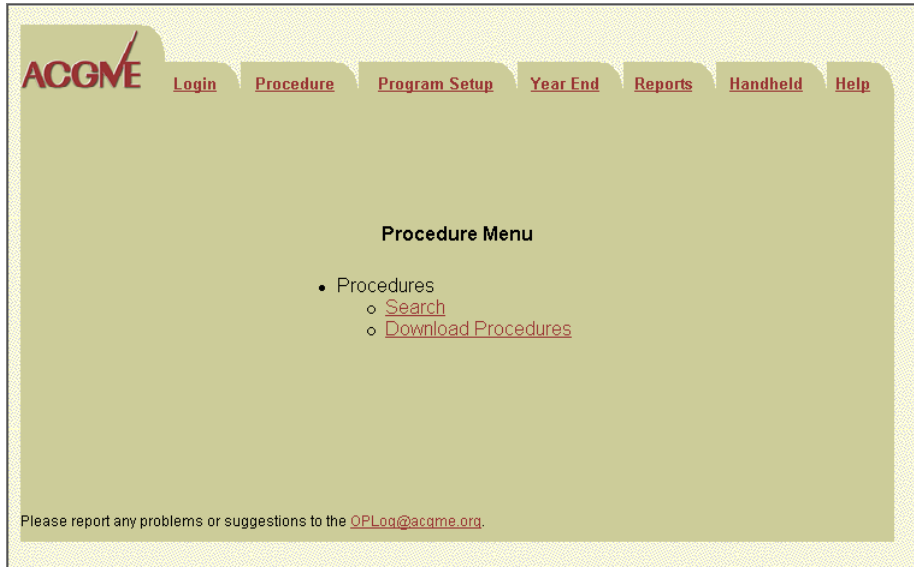 ACGME
Login Procedure Program Setup Year End Reports Handheld Help
Procedure Menu
Procedures
Search
Download Procedures
Please report any problems or suggestions to the OPLog@acgme.org.